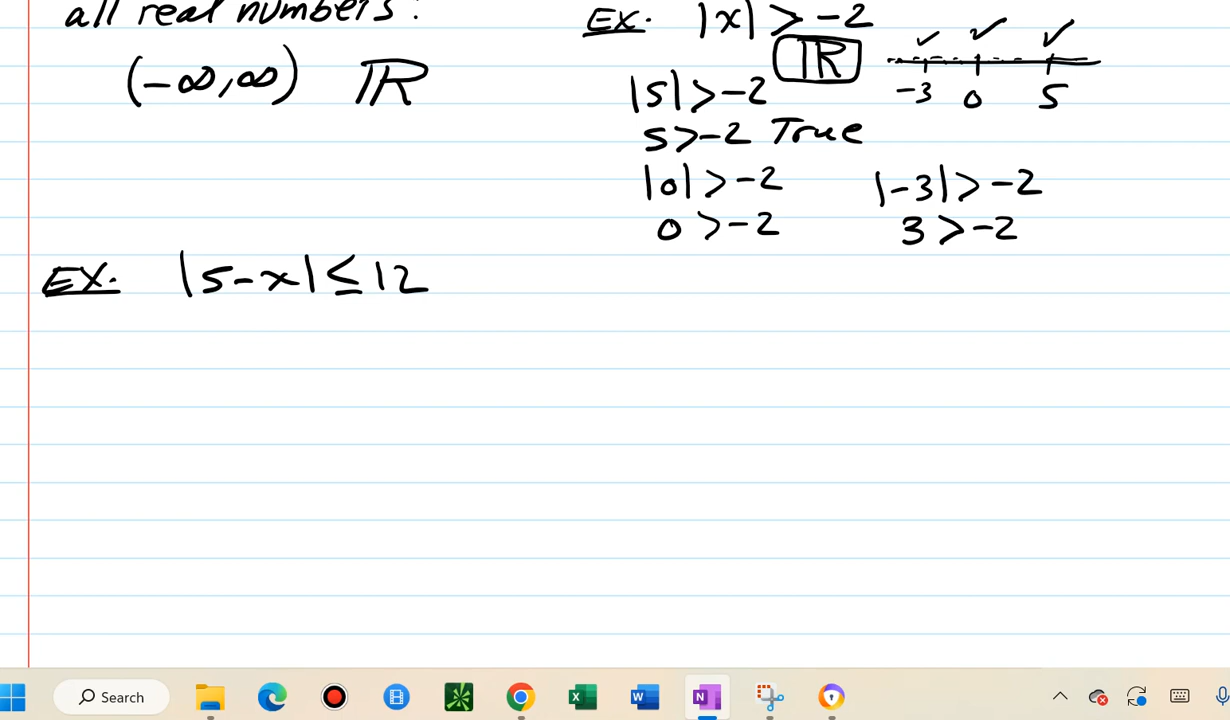 all real numbers:
(-∞,∞) ℝ
EX. |x| > -2
ℝ
-3 0 5
|5| > -2
5 > -2 True
|0| > -2 |-3| > -2
0 > -2 3 > -2
EX. |5-x| ≤ 12
Search